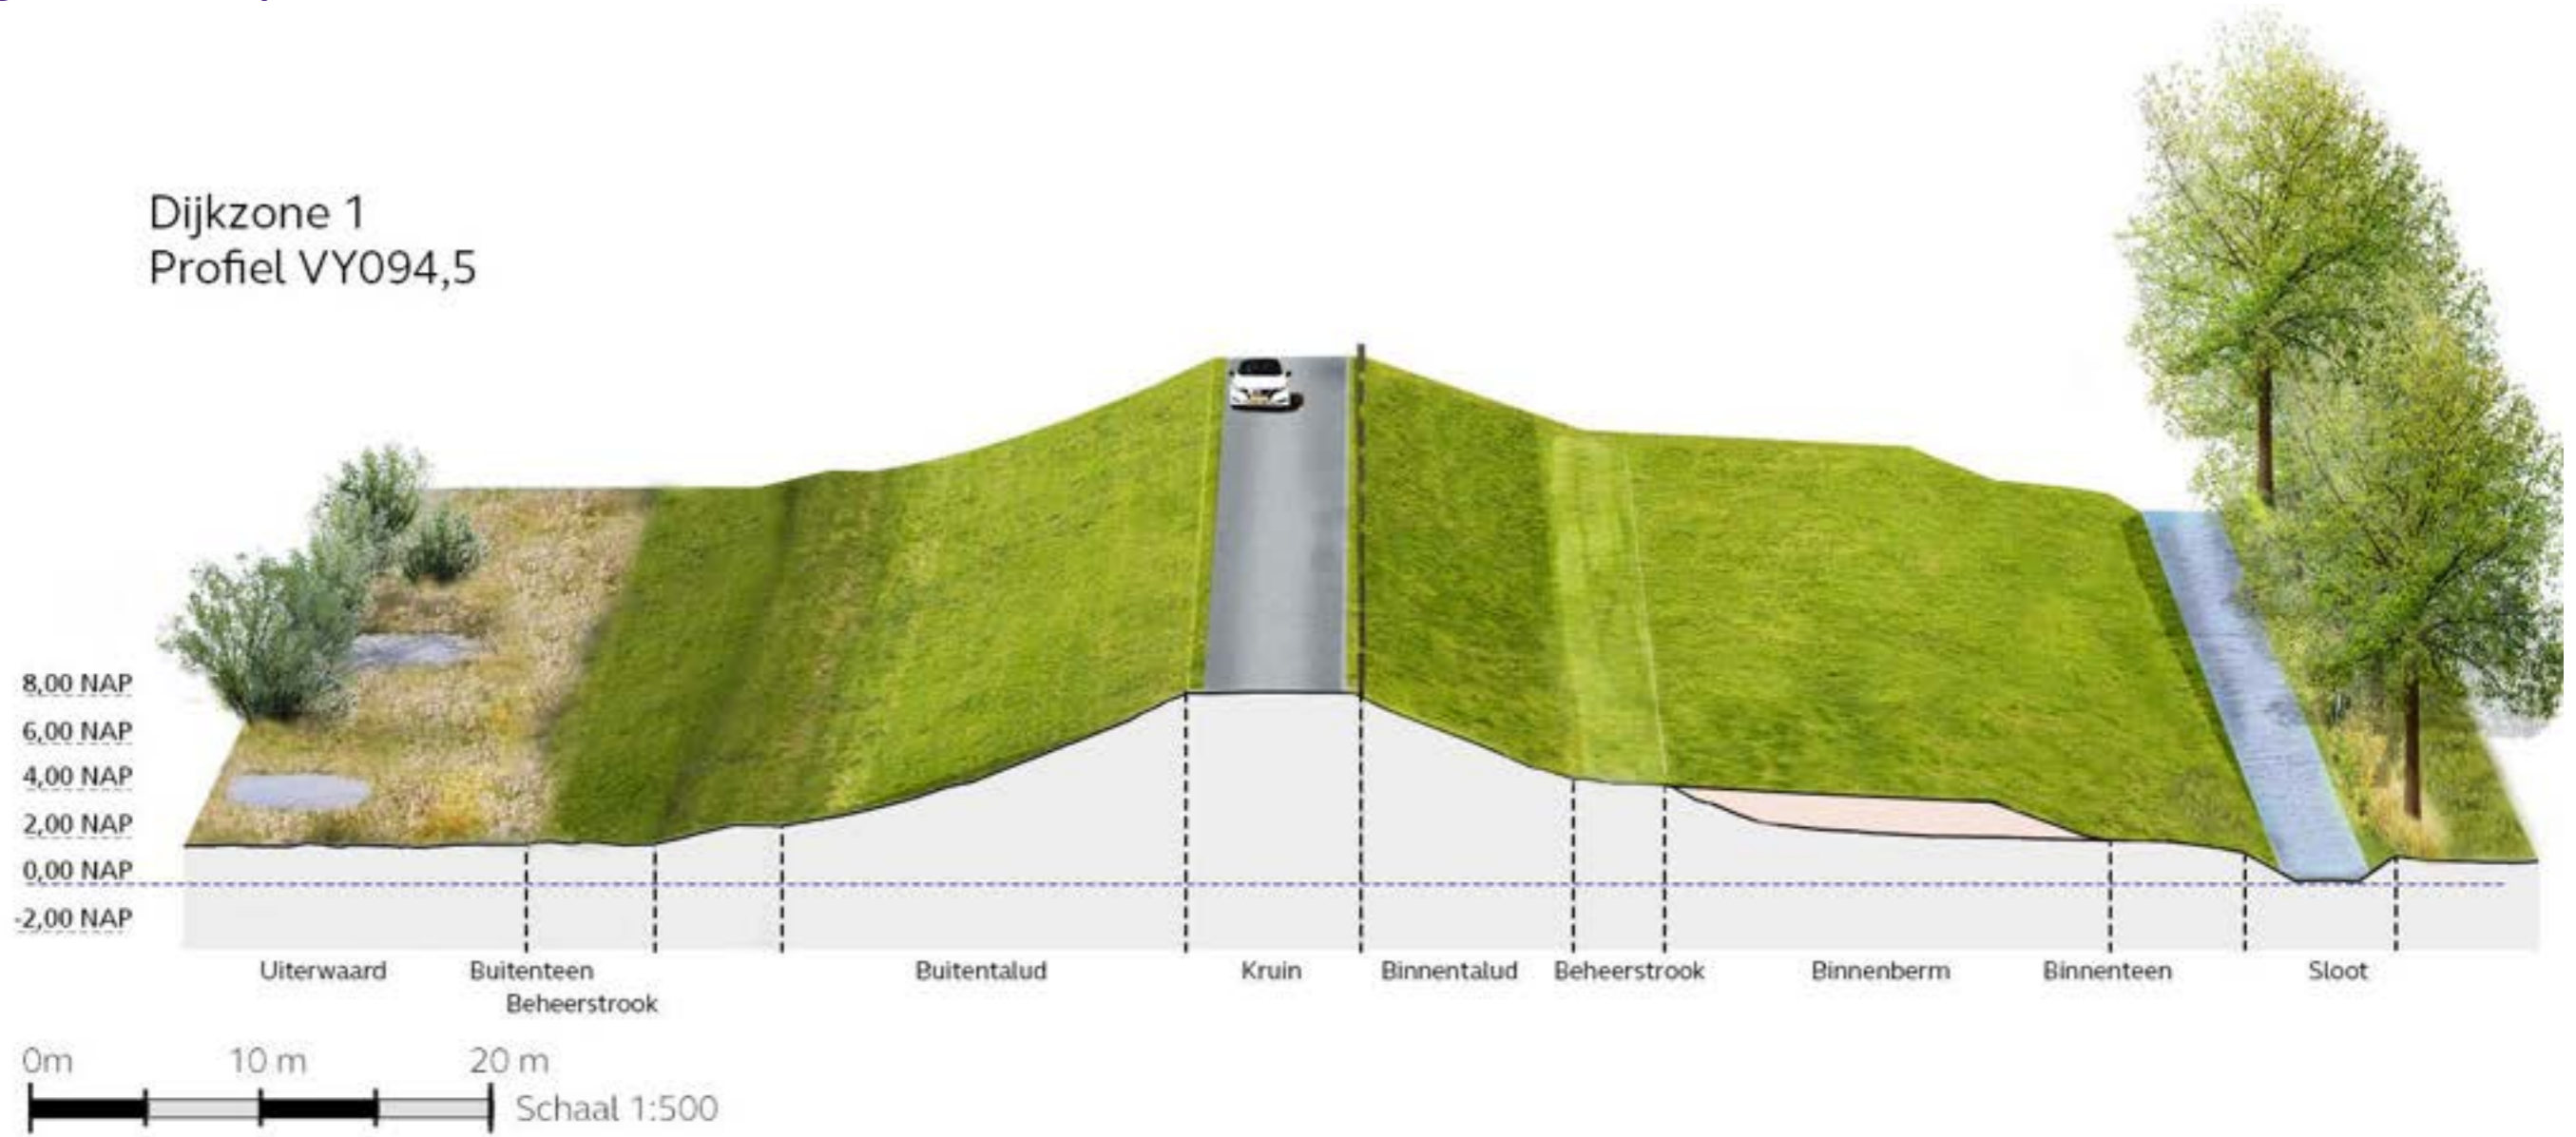 Dijkzone 1
Profiel VY094,5
8,00 NAP
6,00 NAP
4,00 NAP
2,00 NAP
0,00 NAP
-2,00 NAP
Uiterwaard Buitenteen Buitentalud Kruin Binnentalud Beheerstrook Binnenberm Binnenteen Sloot
Beheerstrook
0m 10 m 20 m
Schaal 1:500